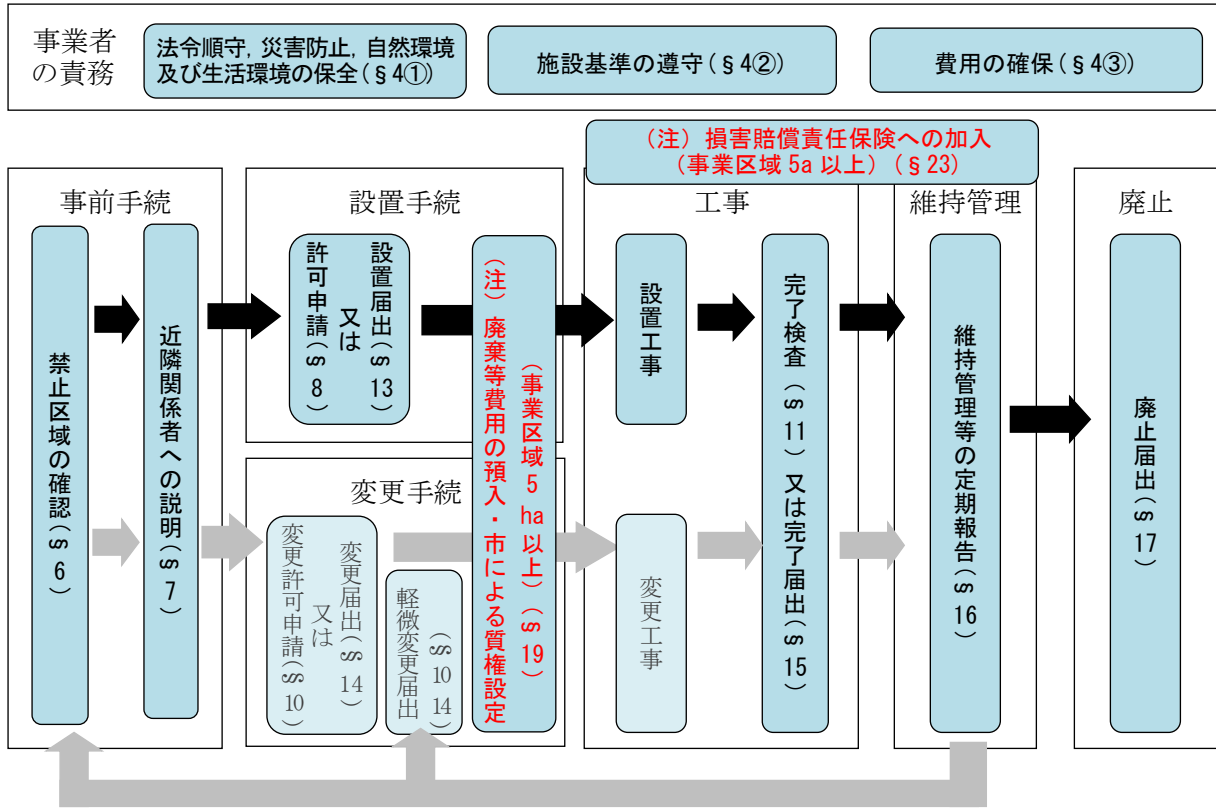 事業者
の責務
法令順守，災害防止，自然環境
及び生活環境の保全(§4①)
施設基準の遵守(§4②)
費用の確保(§4③)
（注）損害賠償責任保険への加入
（事業区域 5a 以上）(§23)
事前手続
禁止区域の確認(§6)
近隣関係者への説明(§7)
設置手続
設置届出(§13)
又は
許可申請(§8)
変更手続
変更届出(§14)
又は
変更許可申請(§10)
軽微変更届出
(§10 14)
（事業区域 5 ha 以上）(§19)
（注）廃棄等費用の預入・市による質権設定
工事
設置工事
変更工事
完了検査(§11)又は完了届出(§15)
維持管理
維持管理等の定期報告(§16)
廃止
廃止届出(§17)